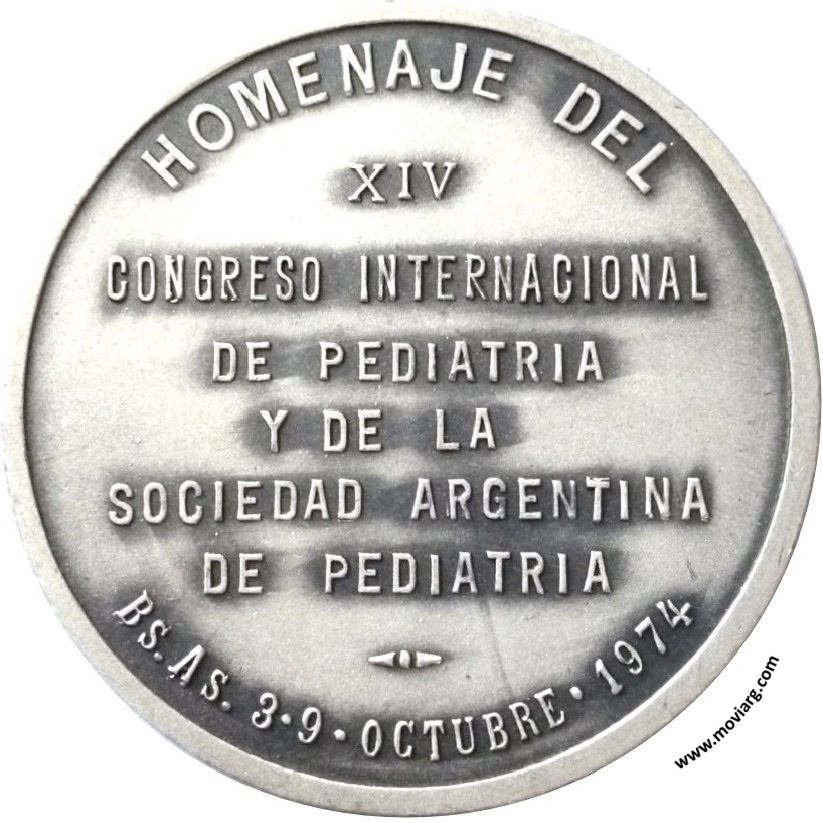 HOMENAJE DEL
XIV
CONGRESO INTERNACIONAL
DE PEDIATRIA
Y DE LA
SOCIEDAD ARGENTINA
DE PEDIATRIA
BS. AS. 3·9·OCTUBRE·1974
www.moviarg.com